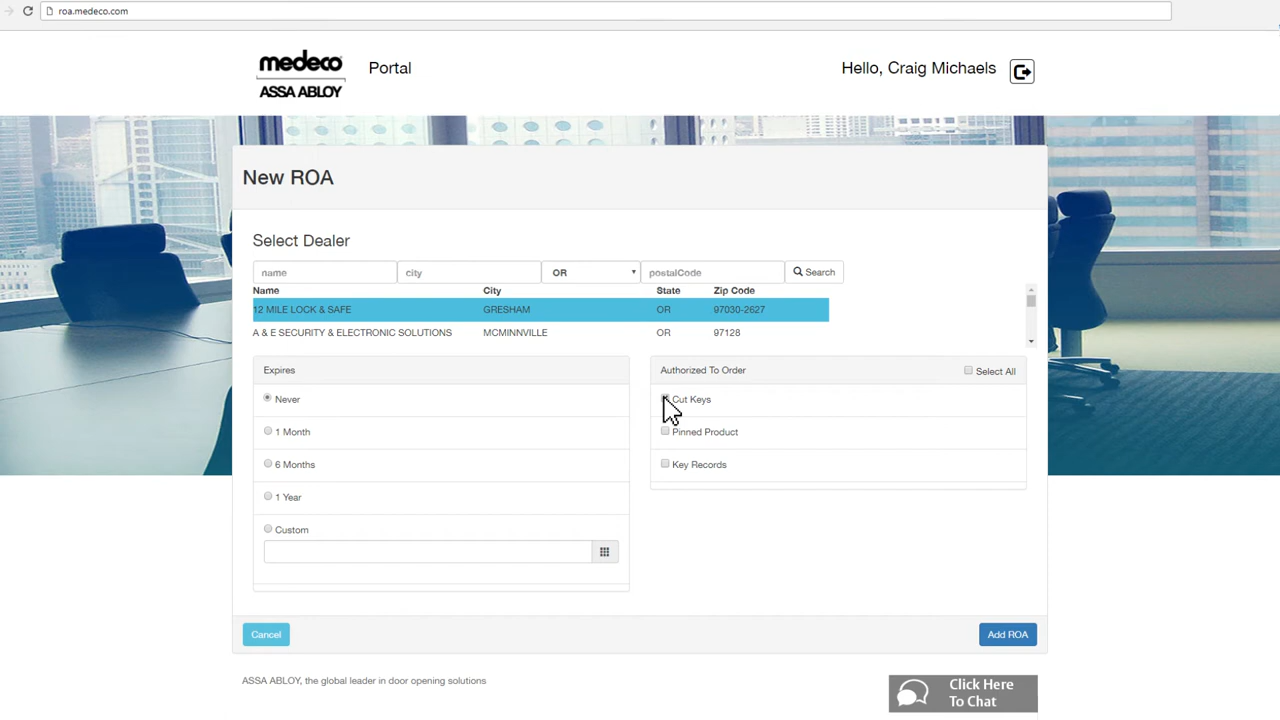 roa.medeco.com
medeco
ASSA ABLOY
Portal
Hello, Craig Michaels
New ROA
Select Dealer
name
city
OR
postalCode
Search
Name City State Zip Code
12 MILE LOCK & SAFE GRESHAM OR 97030-2627
A & E SECURITY & ELECTRONIC SOLUTIONS MCMINNVILLE OR 97128
Expires
Never
1 Month
6 Months
1 Year
Custom
Authorized To Order
Select All
Cut Keys
Pinned Product
Key Records
Cancel
Add ROA
ASSA ABLOY, the global leader in door opening solutions
Click Here
To Chat